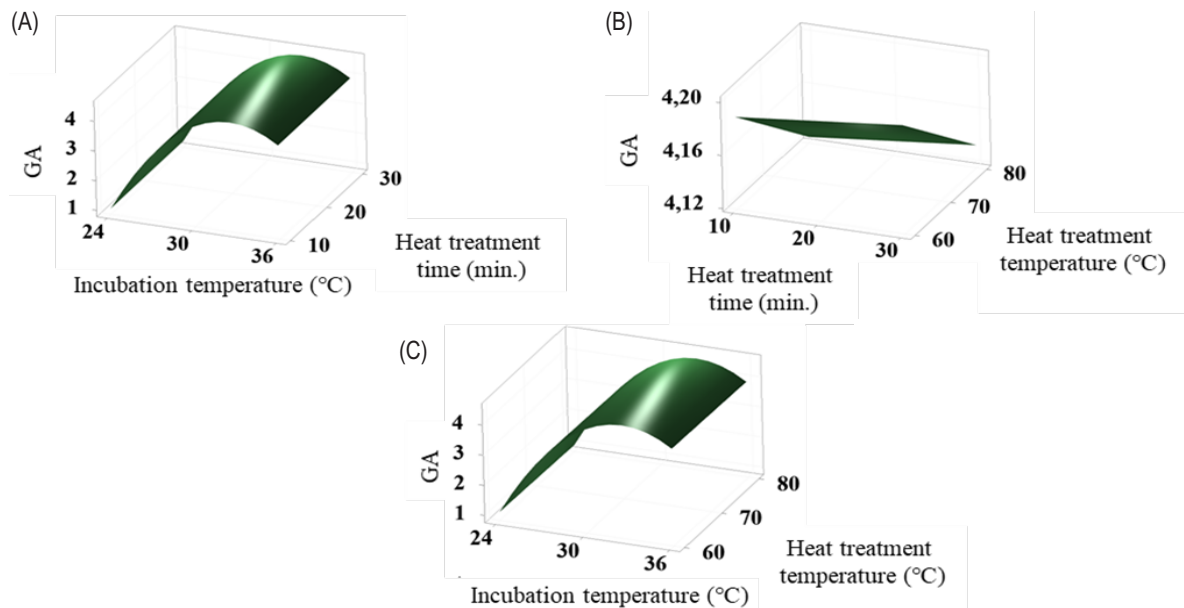 (A)
4
3
2
1
GA
24
30
36
10
20
30
Incubation temperature (°C)
Heat treatment
time (min.)
(B)
4,20
4,16
4,12
GA
10
20
30
60
70
80
Heat treatment
time (min.)
Heat treatment
temperature (°C)
(C)
4
3
2
1
GA
24
30
36
60
70
80
Incubation temperature (°C)
Heat treatment
temperature (°C)